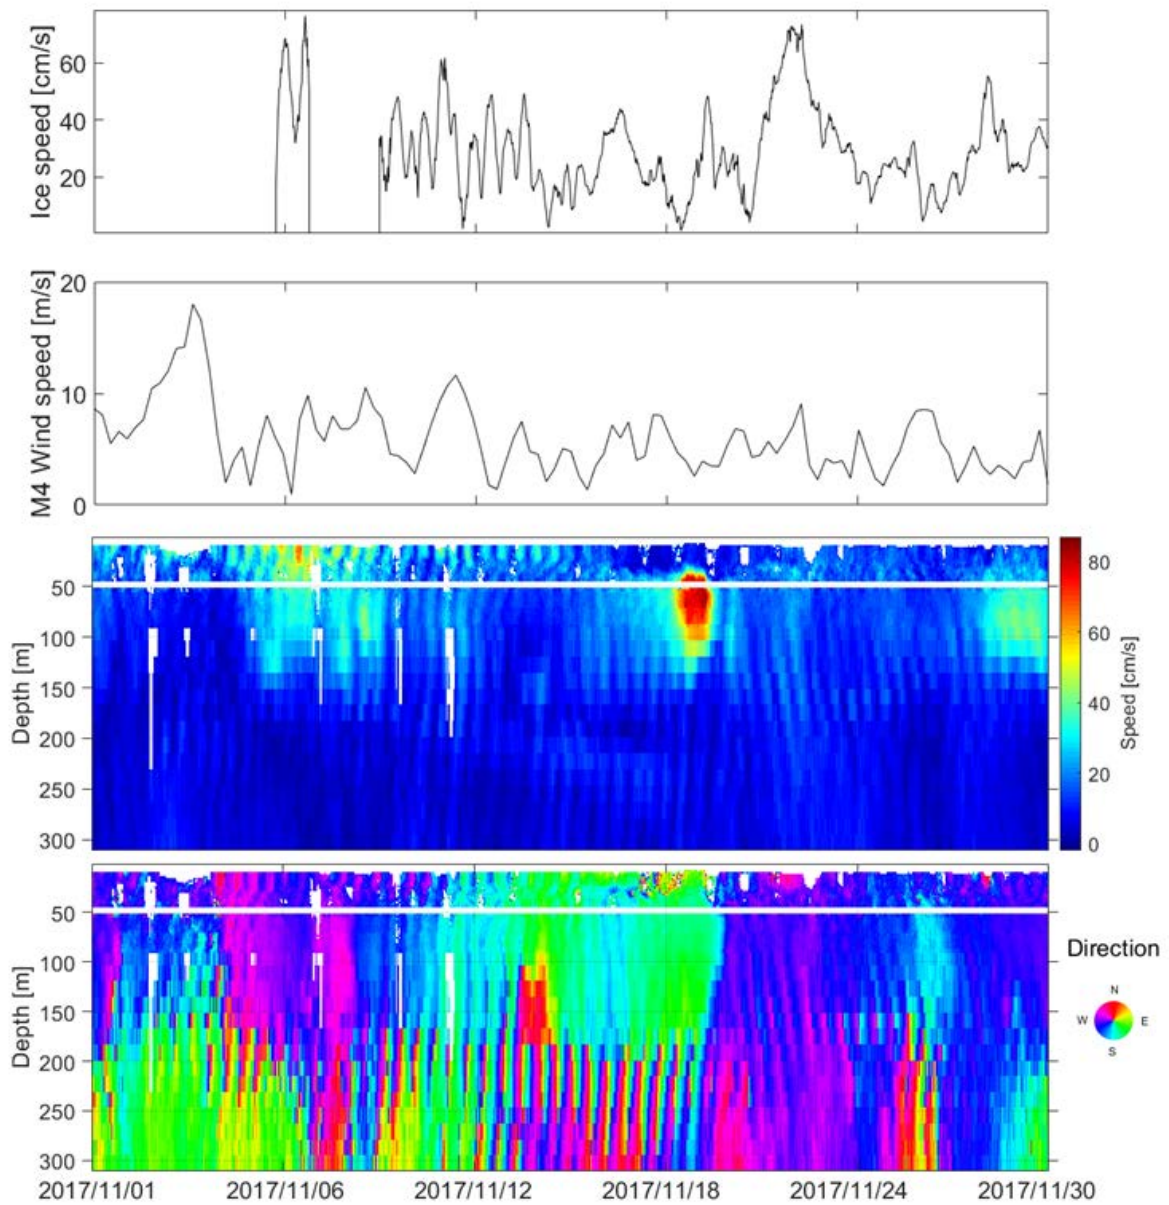 Ice speed [cm/s]
60
40
20
M4 Wind speed [m/s]
20
10
0
Depth [m]
50
100
150
200
250
300
80
60
40
20
0
Speed [cm/s]
Depth [m]
50
100
150
200
250
300
Direction
N
W E
S
2017/11/01 2017/11/06 2017/11/12 2017/11/18 2017/11/24 2017/11/30